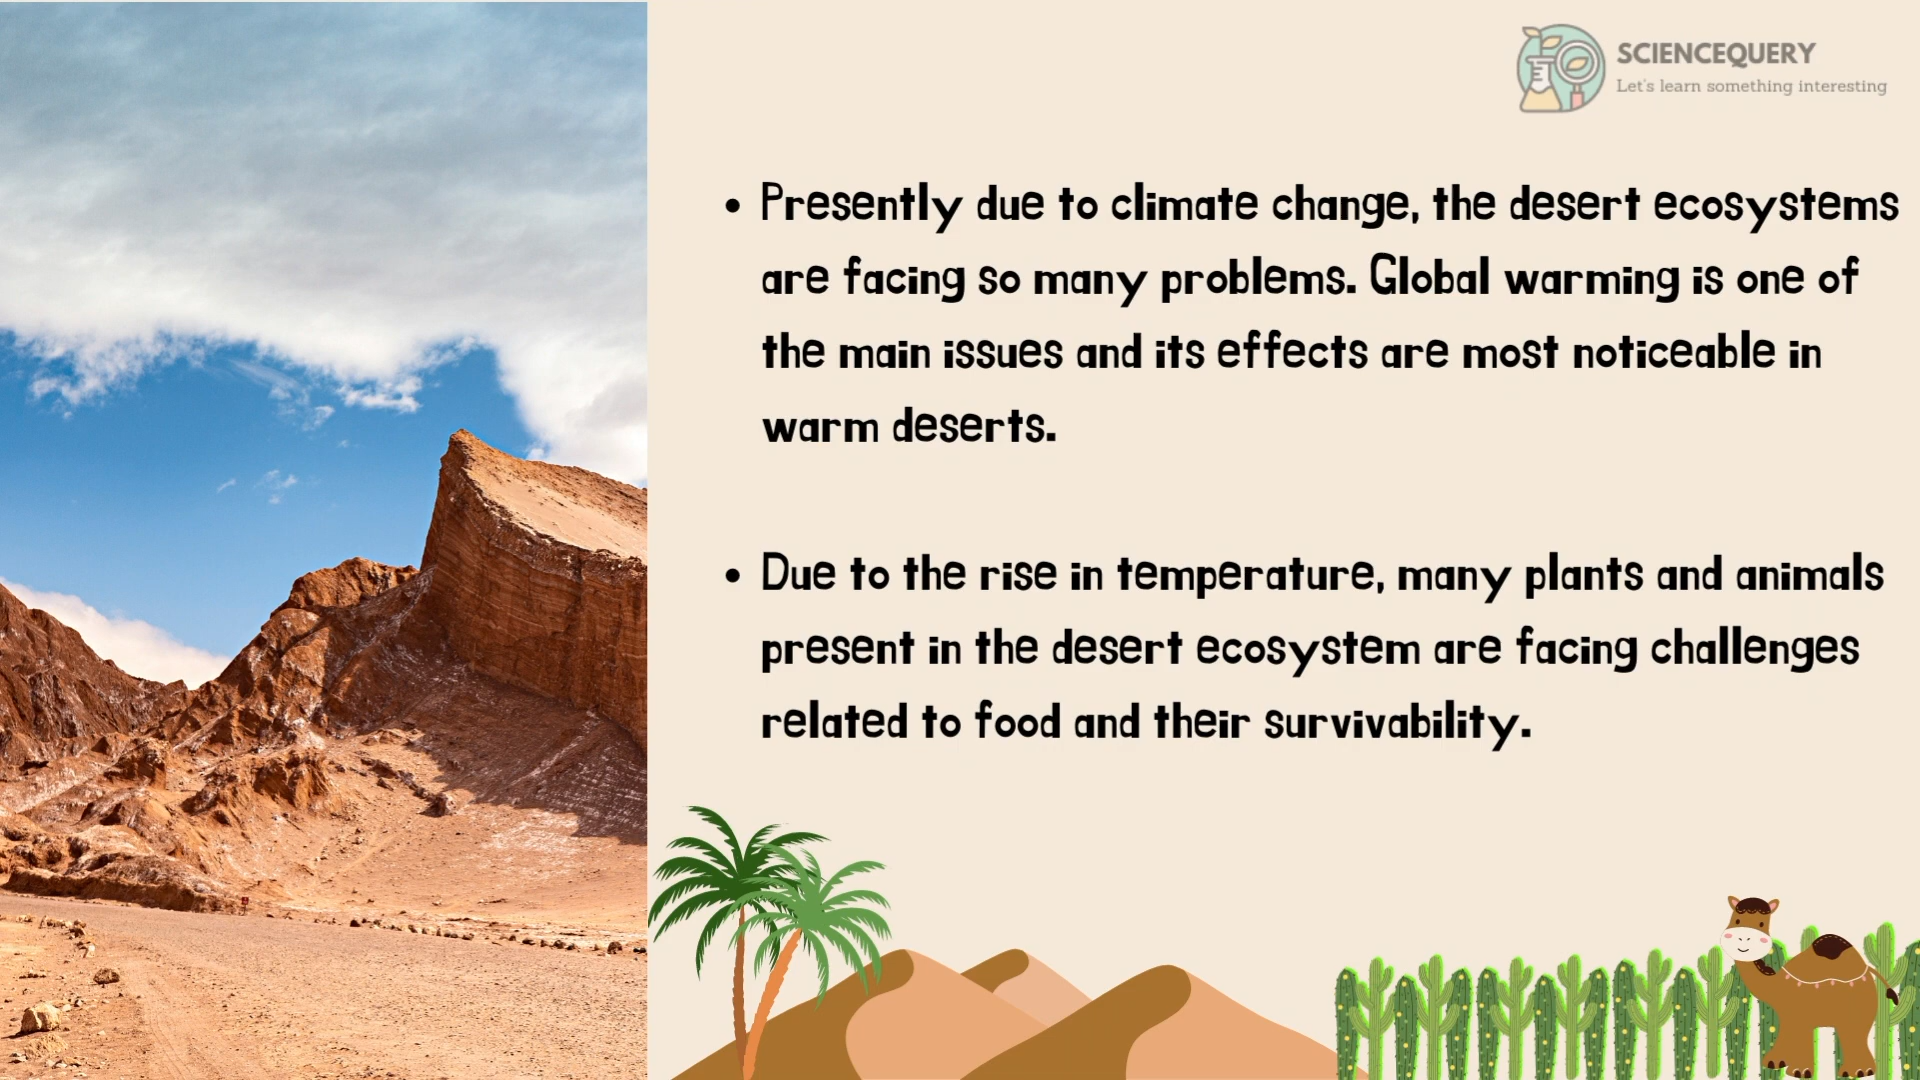 SCIENCEQUERY
Let's learn something interesting
• Presently due to climate change, the desert ecosystems
are facing so many problems. Global warming is one of
the main issues and its effects are most noticeable in
warm deserts.
• Due to the rise in temperature, many plants and animals
present in the desert ecosystem are facing challenges
related to food and their survivability.